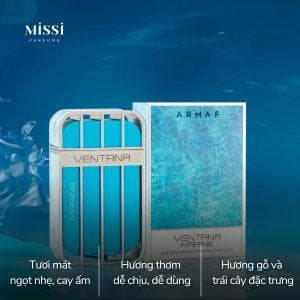 MISSI
PERFUME
ARMAF
VENTANA
MARINE
VENTANA
MARINE
Tươi mát
ngọt nhẹ, cay ấm
Hương thơm
dễ chịu, dễ dùng
Hương gỗ và
trái cây đặc trưng